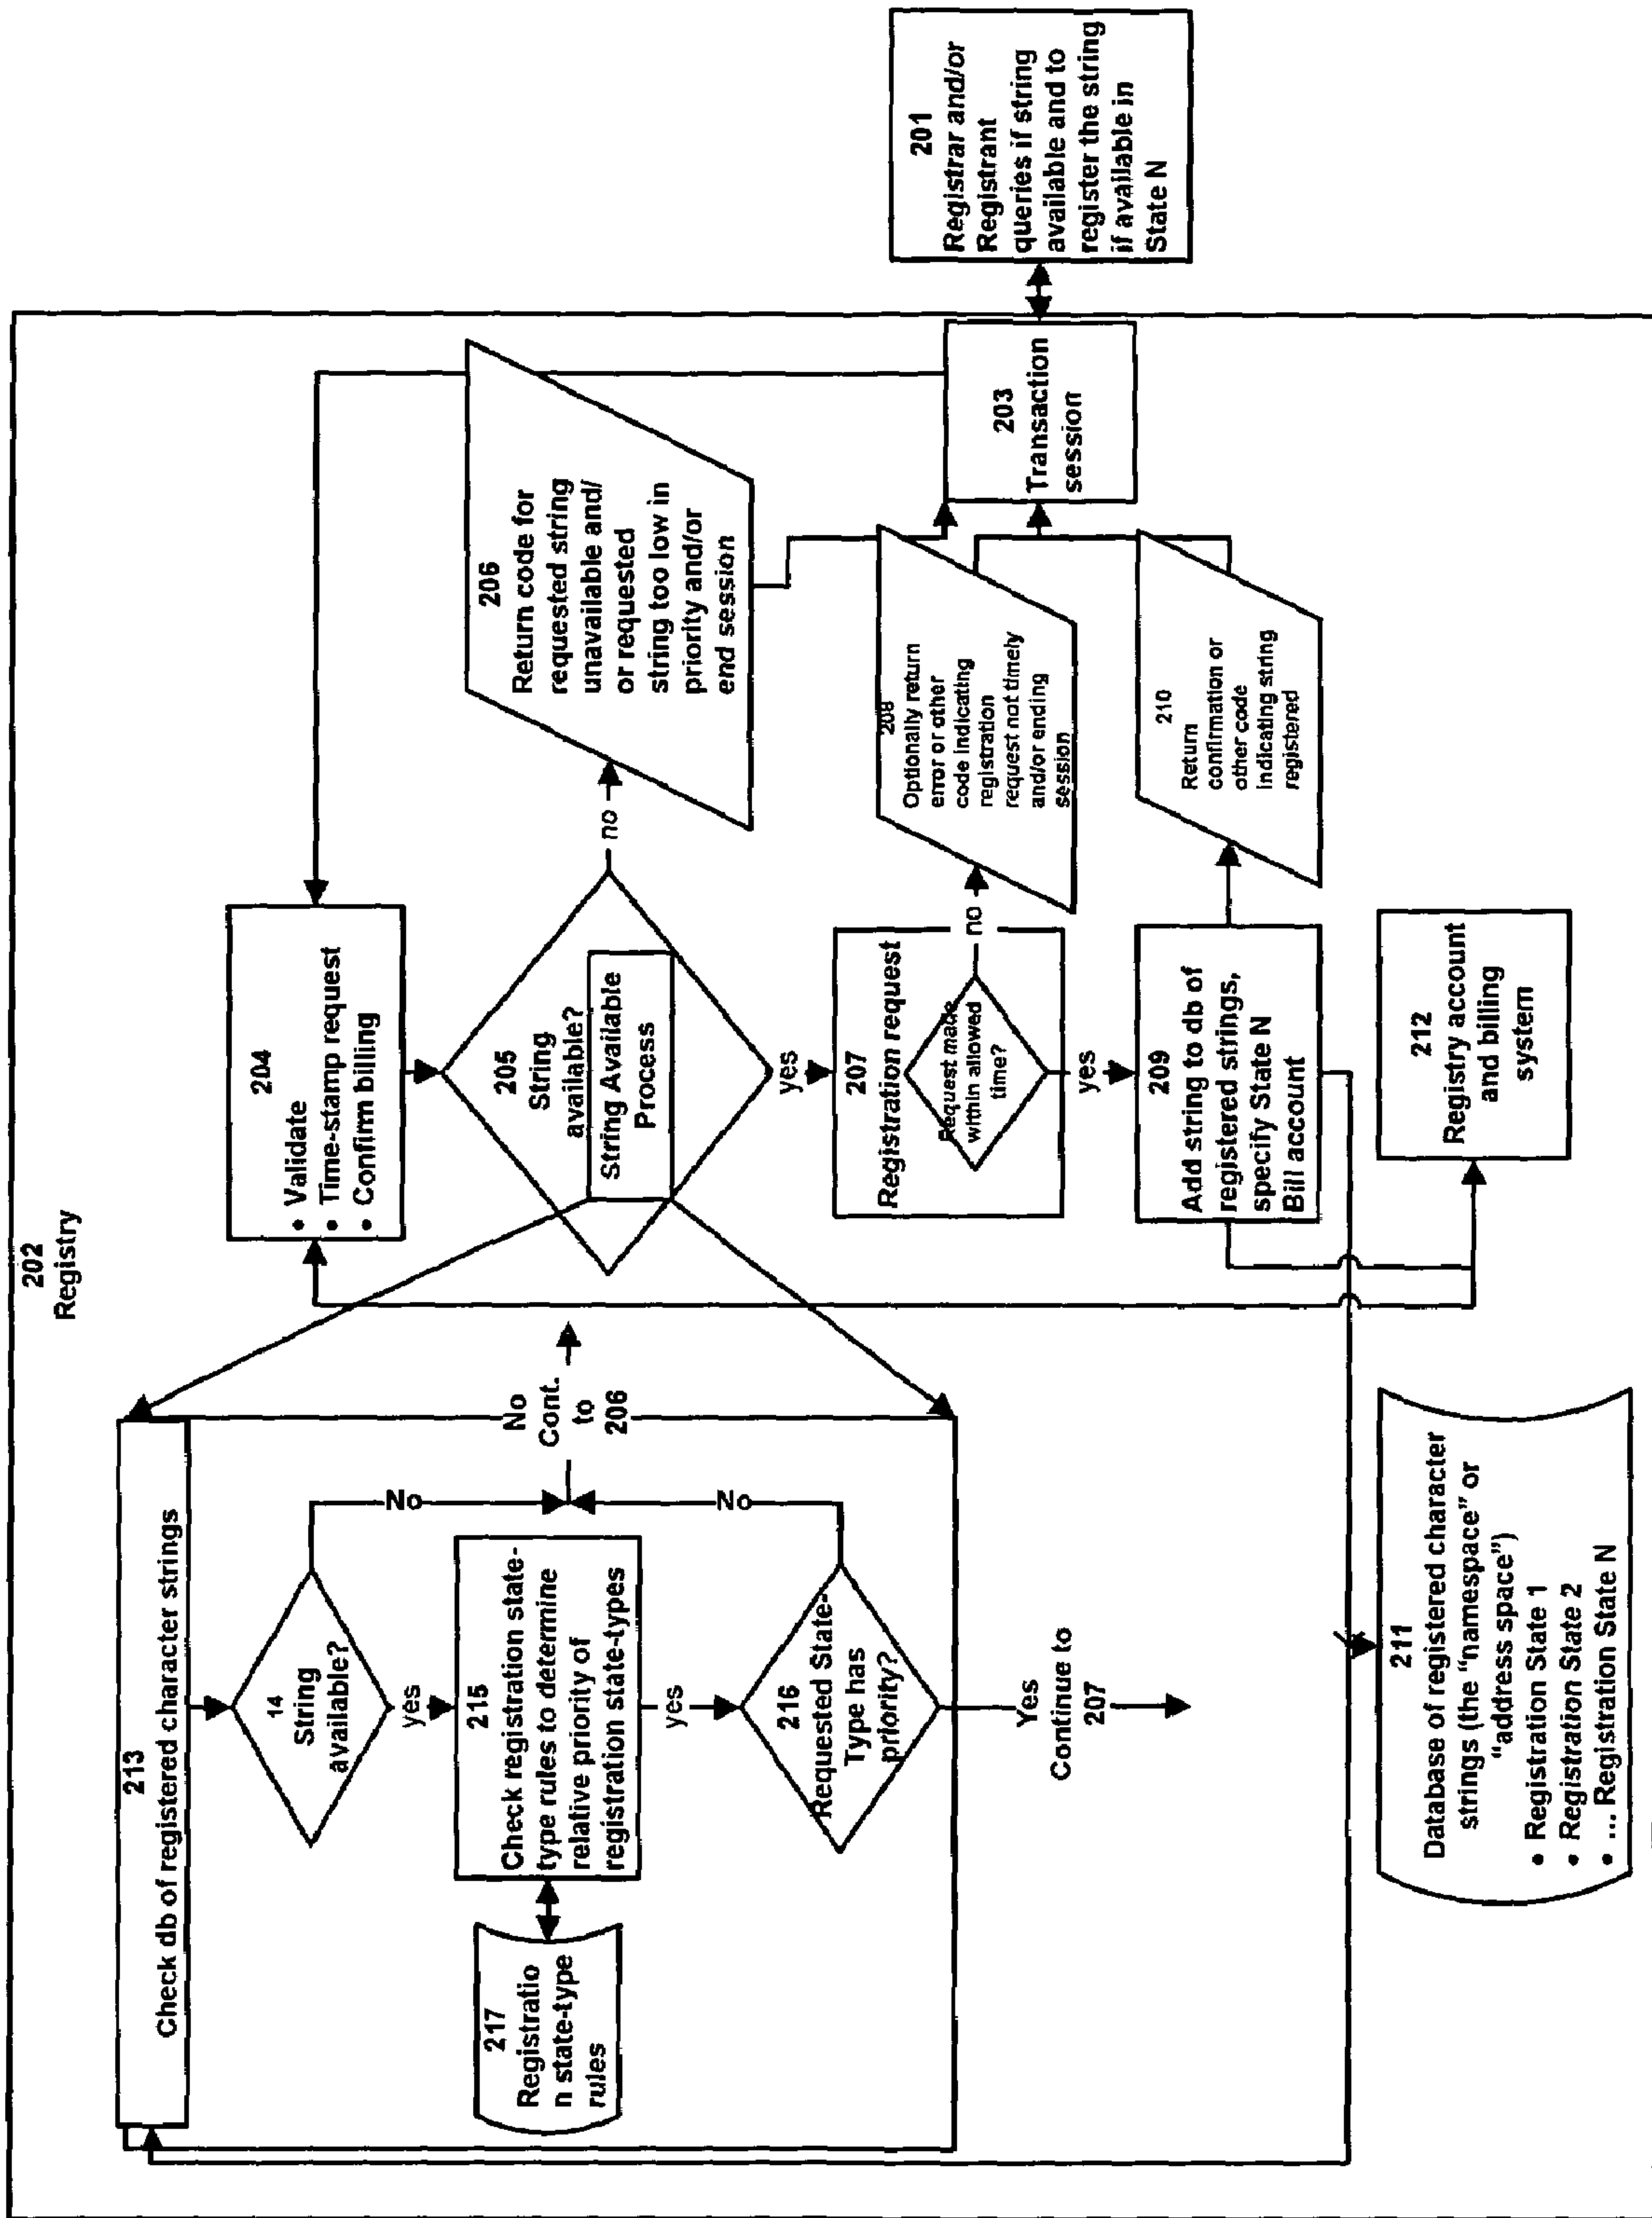 202
Registry
213
Check db of registered character strings
14
String
available?
No
yes
215
Check registration state-
type rules to determine
relative priority of
registration state-types
217
Registratio
n state-type
rules
yes
216
Requested State-
Type has
priority?
No
No
Cont.
to
206
Yes
Continue to
207
204
• Validate
• Time-stamp request
• Confirm billing
205
String
available?
String Available
Process
no
206
Return code for
requested string
unavailable and/
or requested
string too low in
priority and/or
end session
yes
207
Registration request
Request made
within allowed
time?
no
208
Optionally return
error or other
code indicating
registration
request not timely
and/or ending
session
yes
209
Add string to db of
registered strings,
specify State N
Bill account
210
Return
confirmation or
other code
indicating string
registered
203
Transaction
session
201
Registrar and/or
Registrant
queries if string
available and to
register the string
if available in
State N
211
Database of registered character
strings (the “namespace” or
“address space”)
• Registration State 1
• Registration State 2
• ... Registration State N
212
Registry account
and billing
system